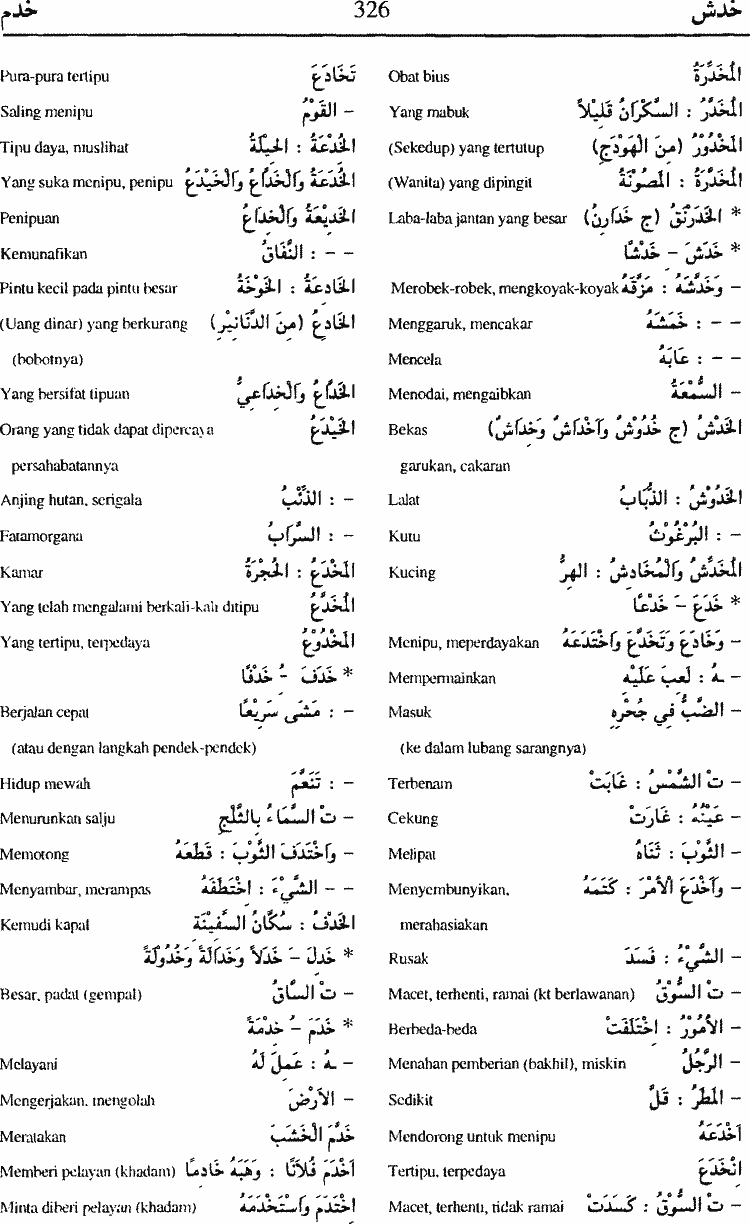 خدش 326 خدم
المُخَدِّرَةُ Obat bius
المُخَدَّرُ : السَّكْرَانُ قَلِيْلاً Yang mabuk
المَخْدُوْرُ (مِنَ الْهَوْدَجِ) (Sekedup) yang tertutup
المُخَدَّرَةُ : المَصُوْنَةُ (Wanita) yang dipingit
* الخَدَرْنَقُ (ج خَدَارِنُ) Laba-laba jantan yang besar
* خَدَشَ – خَدْشًا
– وَخَدَّشَهُ : مَزَّقَهُ Merobek-robek, mengkoyak-koyak
– – : خَمَشَهُ Menggaruk, mencakar
– – : عَابَهُ Mencela
– السُّمْعَةَ Menodai, mengaibkan
الخَدْشُ (ج خُدُوْشٌ وَأَخْدَاشٌ وَخِدَاشٌ) Bekas
garukan, cakaran
الخَدُوْشُ : الذُّبَابُ Lalat
– : البُرْغُوْثُ Kutu
المُخَدِّشُ وَالْمُخَادِشُ : الهِرُّ Kucing
* خَدَعَ – خَدْعًا
– وَخَادَعَ وَتَخَدَّعَ وَاخْتَدَعَهُ Menipu, meperdayakan
– ـهُ : لَعِبَ عَلَيْهِ Mempermainkan
– الضَّبُّ فِي جُحْرِهِ Masuk
(ke dalam lubang sarangnya)
– تْ الشَّمْسُ : غَابَتْ Terbenam
– عَيْنُهُ : غَارَتْ Cekung
– الثَّوْبَ : ثَنَاهُ Melipat
– وَأَخْدَعَ الأَمْرَ : كَتَمَهُ Menyembunyikan,
merahasiakan
– الشَّيْءُ : فَسَدَ Rusak
– تْ السُّوْقُ Macet, terhenti, ramai (kt berlawanan)
– الأُمُوْرُ : اخْتَلَفَتْ Berbeda-beda
– الرَّجُلُ Menahan pemberian (bakhil), miskin
– المَطَرُ : قَلَّ Sedikit
أَخْدَعَهُ Mendorong untuk menipu
انْخَدَعَ Tertipu, terpedaya
– تْ السُّوْقُ : كَسَدَتْ Macet, terhenti, tidak ramai
تَخَادَعَ Pura-pura tertipu
– القَوْمُ Saling menipu
الخُدْعَةُ : الحِيْلَةُ Tipu daya, muslihat
الخُدَعَةُ وَالْخَدَّاعُ وَالْخَيْدَعُ Yang suka menipu, penipu
الخَدِيْعَةُ وَالْخِدَاعُ Penipuan
– – : النِّفَاقُ Kemunafikan
الخَادِعَةُ : الخَوْخَةُ Pintu kecil pada pintu besar
الخَادِعُ (مِنَ الدَّنَانِيْرِ) (Uang dinar) yang berkurang
(bobotnya)
الخَدَّاعُ وَالْخِدَاعِيُّ Yang bersifat tipuan
الخَيْدَعُ Orang yang tidak dapat dipercaya
persahabatannya
– : الذِّئْبُ Anjing hutan, serigala
– : السَّرَابُ Fatamorgana
المُخْدَعُ : الحُجْرَةُ Kamar
المُخَدَّعُ Yang telah mengalami berkali-kali ditipu
المَخْدُوْعُ Yang tertipu, terpedaya
* خَدَفَ – ُ خَدْفًا
– : مَشَى سَرِيْعًا Berjalan cepat
(atau dengan langkah pendek-pendek)
– : تَنَعَّمَ Hidup mewah
– تْ السَّمَاءُ بِالثَّلْجِ Menurunkan salju
– وَاخْتَدَفَ الثَّوْبَ : قَطَعَهُ Memotong
– – الشَّيْءَ : اخْتَطَفَهُ Menyambar, merampas
الخَدْفُ : سُكَّانُ السَّفِيْنَةِ Kemudi kapal
* خَدِلَ – خَدَلاً وَخَدَالَةً وَخُدُوْلَةً
– تْ السَّاقُ Besar, padat (gempal)
* خَدَمَ – خِدْمَةً
– ـهُ : عَمِلَ لَهُ Melayani
– الأَرْضَ Mengerjakan, mengolah
خَدَّمَ الْخَشَبَ Meratakan
أَخْدَمَ فُلاَنًا : وَهَبَهُ خَادِمًا Memberi pelayan (khadam)
اخْتَدَمَ وَاسْتَخْدَمَهُ Minta diberi pelayan (khadam)